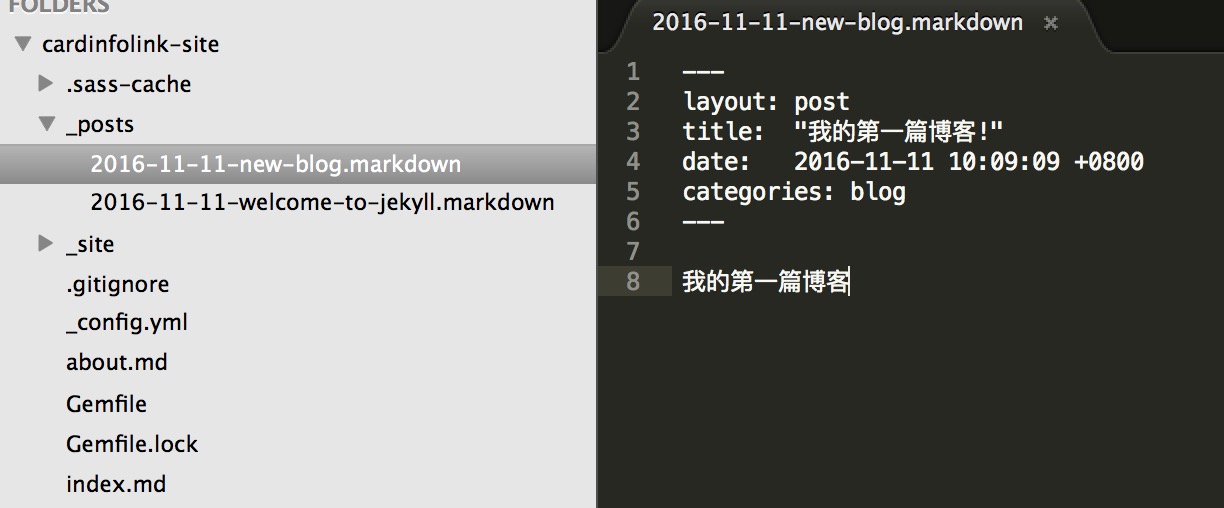 FOLDERS
cardinfolink-site
.sass-cache
_posts
2016-11-11-new-blog.markdown
2016-11-11-welcome-to-jekyll.markdown
_site
.gitignore
_config.yml
about.md
Gemfile
Gemfile.lock
index.md
2016-11-11-new-blog.markdown ×
1 ---
2 layout: post
3 title:  "我的第一篇博客!"
4 date:   2016-11-11 10:09:09 +0800
5 categories: blog
6 ---
7
8 我的第一篇博客